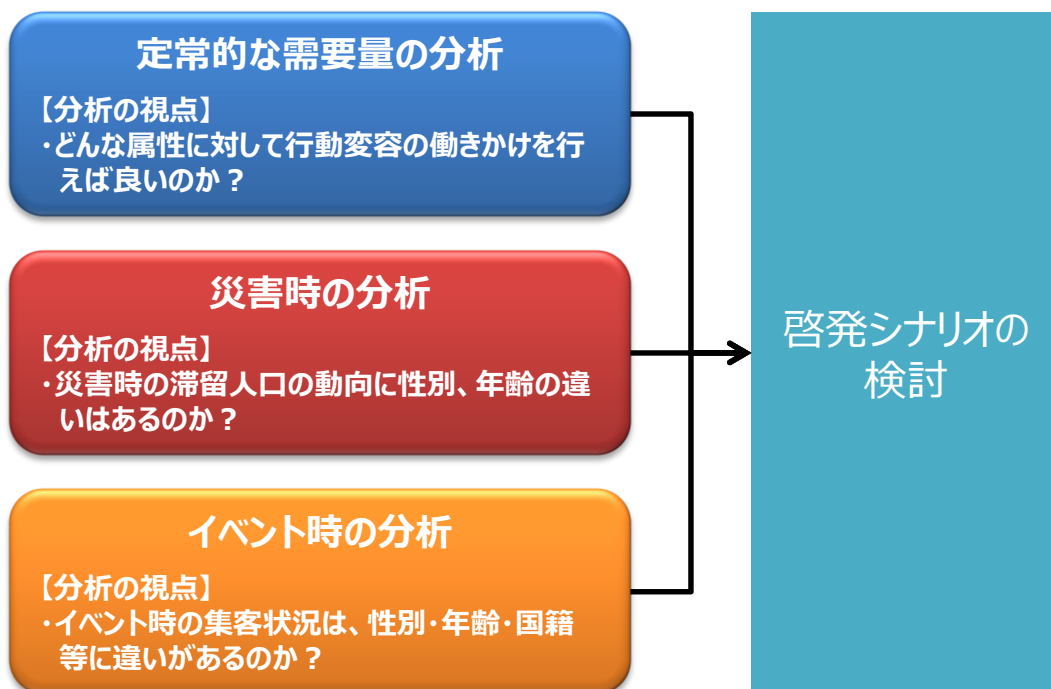 定常的な需要量の分析
【分析の視点】
・どんな属性に対して行動変容の働きかけを行
えば良いのか？
災害時の分析
【分析の視点】
・災害時の滞留人口の動向に性別、年齢の違
いはあるのか？
イベント時の分析
【分析の視点】
・イベント時の集客状況は、性別・年齢・国籍
等に違いがあるのか？
啓発シナリオの
検討